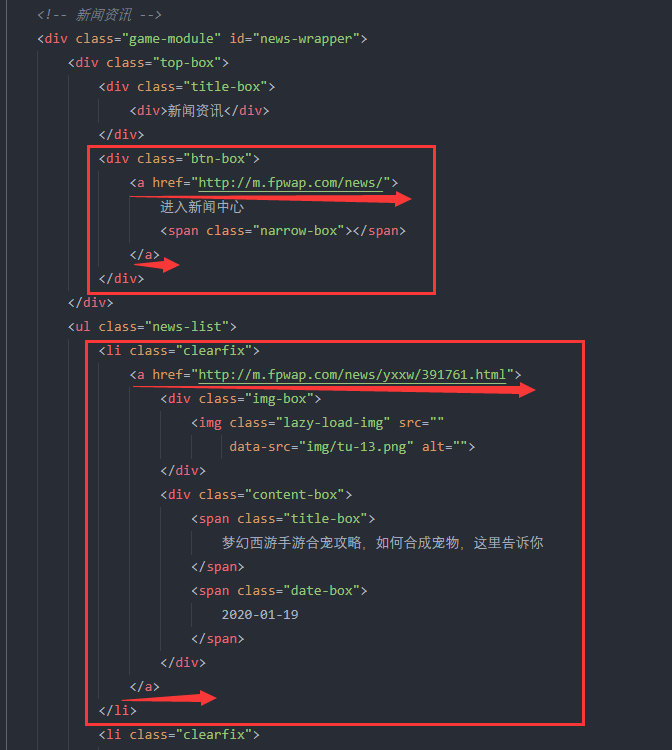 <!-- 新闻资讯 -->
<div class="game-module" id="news-wrapper">
<div class="top-box">
<div class="title-box">
<div>新闻资讯</div>
</div>
<div class="btn-box">
<a href="http://m.fpwap.com/news/">
进入新闻中心
<span class="narrow-box"></span>
</a>
</div>
</div>
<ul class="news-list">
<li class="clearfix">
<a href="http://m.fpwap.com/news/yxxw/391761.html">
<div class="img-box">
<img class="lazy-load-img" src=""
data-src="img/tu-13.png" alt="">
</div>
<div class="content-box">
<span class="title-box">
梦幻西游手游合宠攻略，如何合成宠物，这里告诉你
</span>
<span class="date-box">
2020-01-19
</span>
</div>
</a>
</li>
<li class="clearfix">